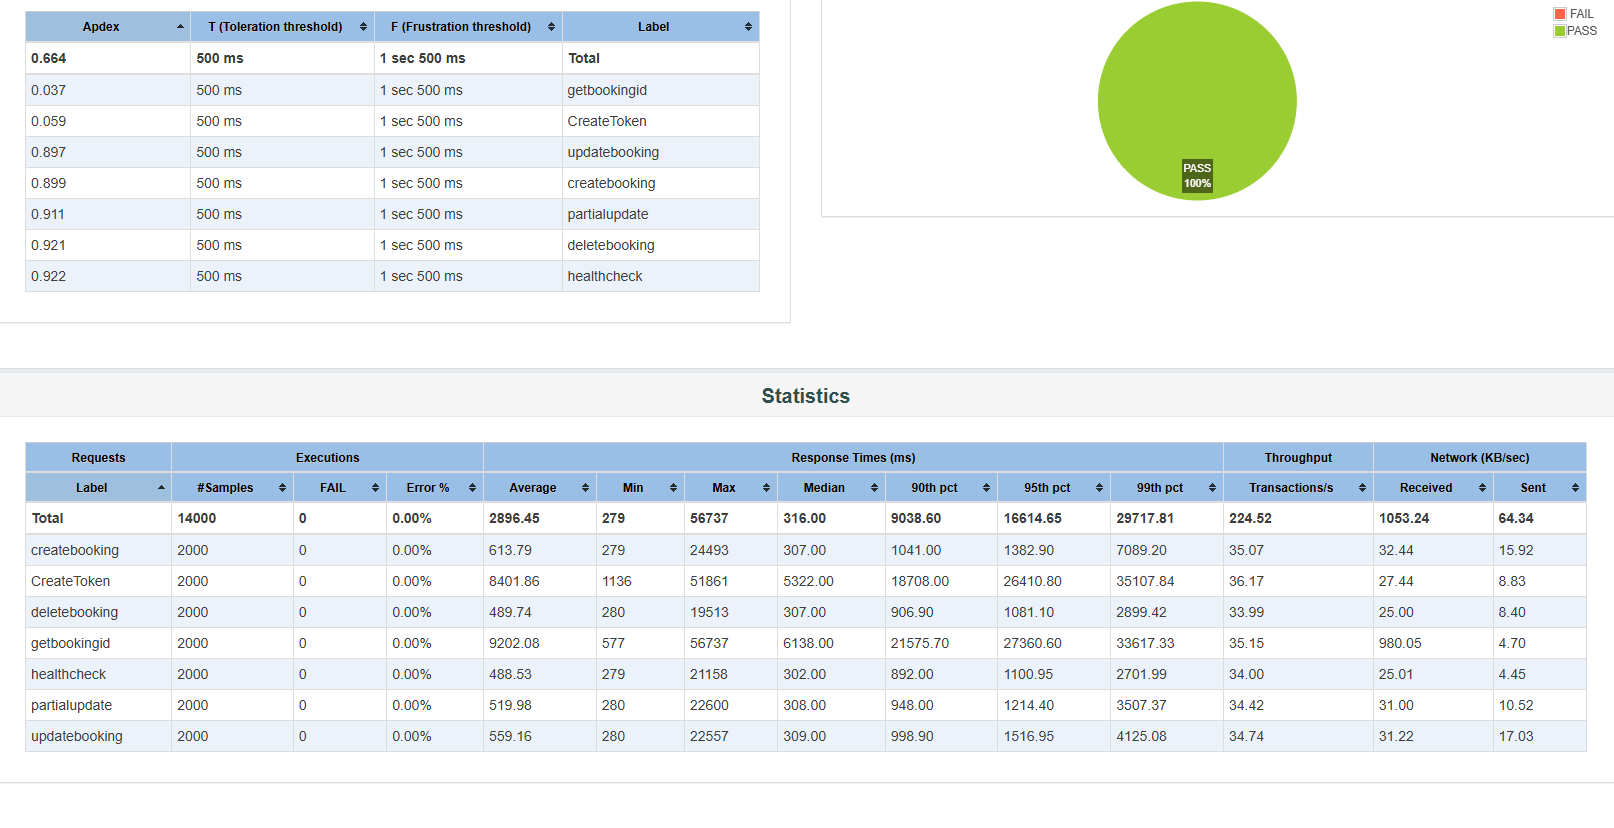 Apdex T (Toleration threshold) F (Frustration threshold) Label
0.664 500 ms 1 sec 500 ms Total
0.037 500 ms 1 sec 500 ms getbookingid
0.059 500 ms 1 sec 500 ms CreateToken
0.897 500 ms 1 sec 500 ms updatebooking
0.899 500 ms 1 sec 500 ms createbooking
0.911 500 ms 1 sec 500 ms partialupdate
0.921 500 ms 1 sec 500 ms deletebooking
0.922 500 ms 1 sec 500 ms healthcheck
FAIL
PASS
PASS
100%
Statistics
Requests Executions Response Times (ms) Throughput Network (KB/sec)
Label #Samples FAIL Error % Average Min Max Median 90th pct 95th pct 99th pct Transactions/s Received Sent
Total 14000 0 0.00% 2896.45 279 56737 316.00 9038.60 16614.65 29717.81 224.52 1053.24 64.34
createbooking 2000 0 0.00% 613.79 279 24493 307.00 1041.00 1382.90 7089.20 35.07 32.44 15.92
CreateToken 2000 0 0.00% 8401.86 1136 51861 5322.00 18708.00 26410.80 35107.84 36.17 27.44 8.83
deletebooking 2000 0 0.00% 489.74 280 19513 307.00 906.90 1081.10 2899.42 33.99 25.00 8.40
getbookingid 2000 0 0.00% 9202.08 577 56737 6138.00 21575.70 27360.60 33617.33 35.15 980.05 4.70
healthcheck 2000 0 0.00% 488.53 279 21158 302.00 892.00 1100.95 2701.99 34.00 25.01 4.45
partialupdate 2000 0 0.00% 519.98 280 22600 308.00 948.00 1214.40 3507.37 34.42 31.00 10.52
updatebooking 2000 0 0.00% 559.16 280 22557 309.00 998.90 1516.95 4125.08 34.74 31.22 17.03